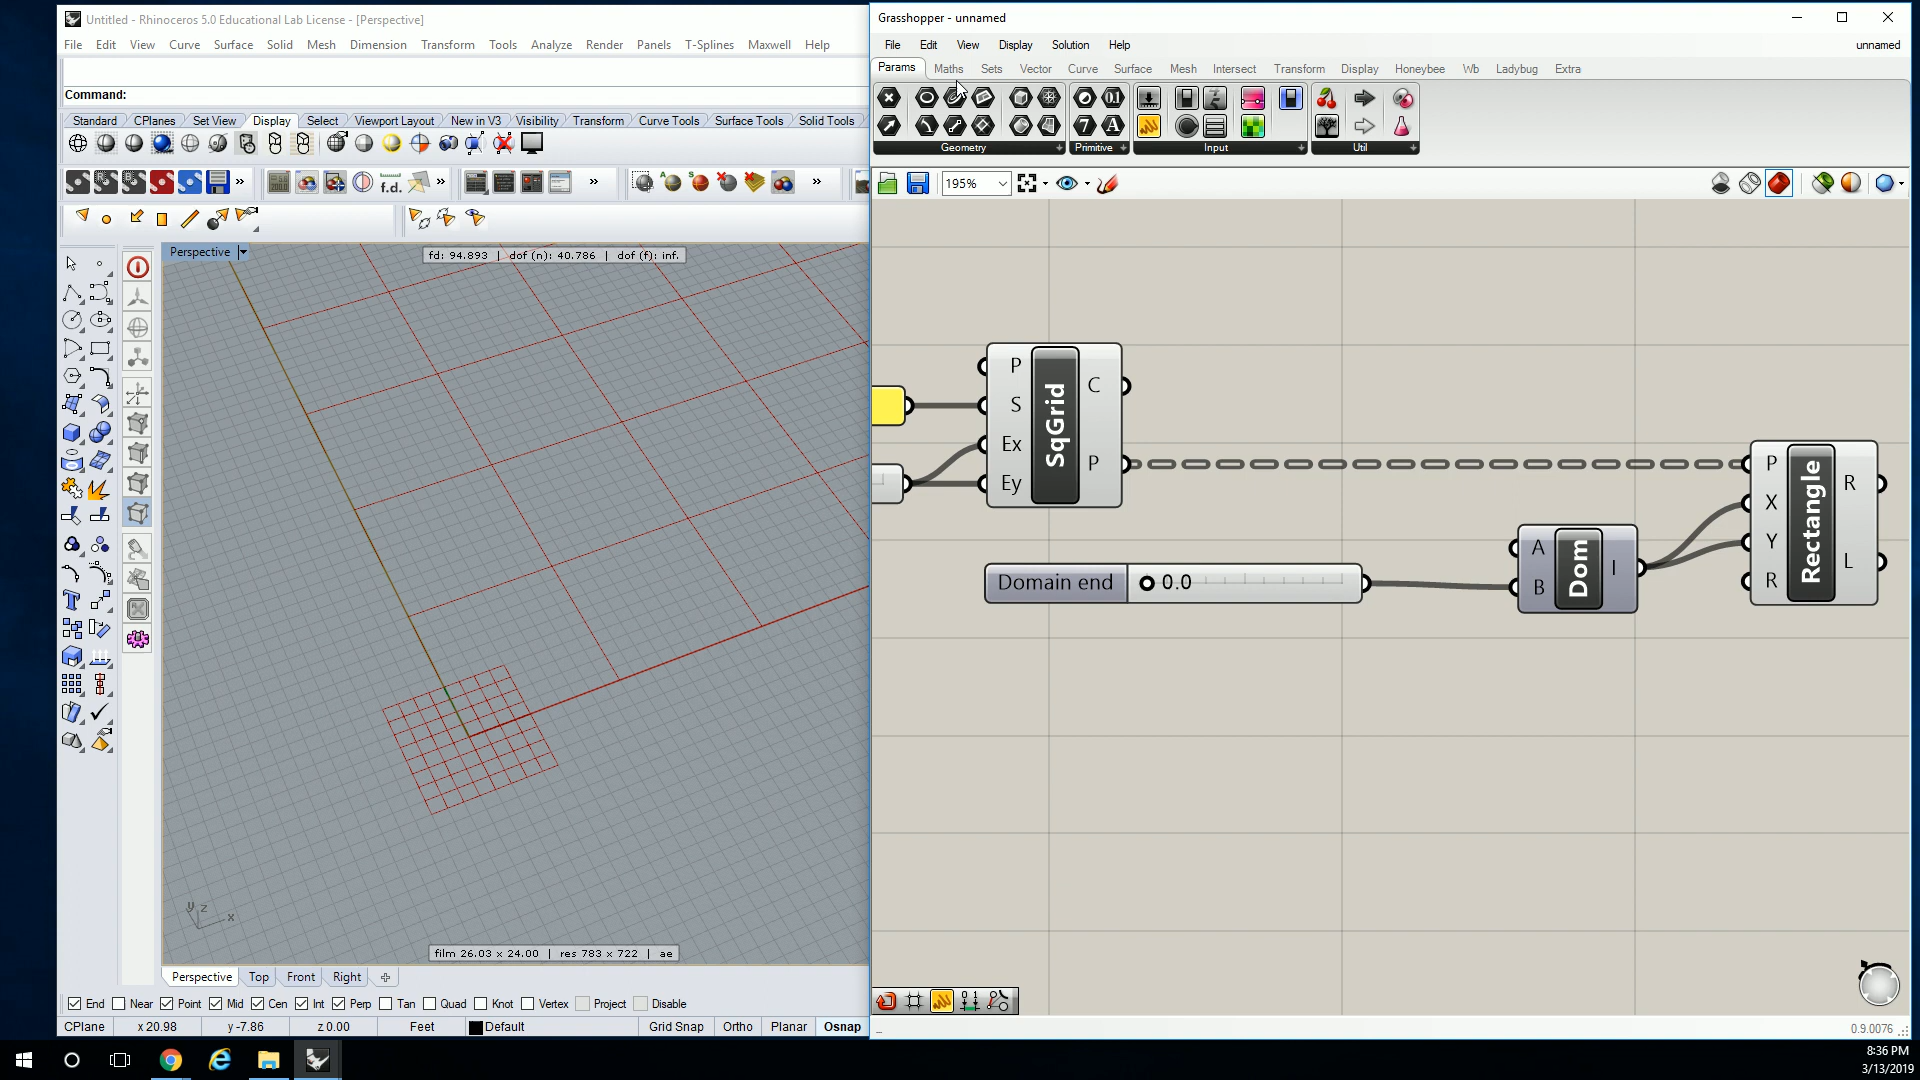 Untitled - Rhinoceros 5.0 Educational Lab License - [Perspective]
File Edit View Curve Surface Solid Mesh Dimension Transform Tools Analyze Render Panels T-Splines Maxwell Help
Command:
Standard CPlanes Set View Display Select Viewport Layout New in V3 Visibility Transform Curve Tools Surface Tools Solid Tools
f.d.
Perspective
fd: 94.893 | dof (n): 40.786 | dof (f): inf.
y z x
film 26.03 x 24.00 | res 783 x 722 | ae
Perspective Top Front Right
End Near Point Mid Cen Int Perp Tan Quad Knot Vertex Project Disable
CPlane x 20.98 y -7.86 z 0.00 Feet Default Grid Snap Ortho Planar Osnap
Grasshopper - unnamed
File Edit View Display Solution Help unnamed
Params Maths Sets Vector Curve Surface Mesh Intersect Transform Display Honeybee Wb Ladybug Extra
Geometry Primitive Input Util
195%
P S Ex Ey SqGrid C P
Domain end 0.0
A B Dom I
P X Y R Rectangle R L
0.9.0076
8:36 PM
3/13/2019